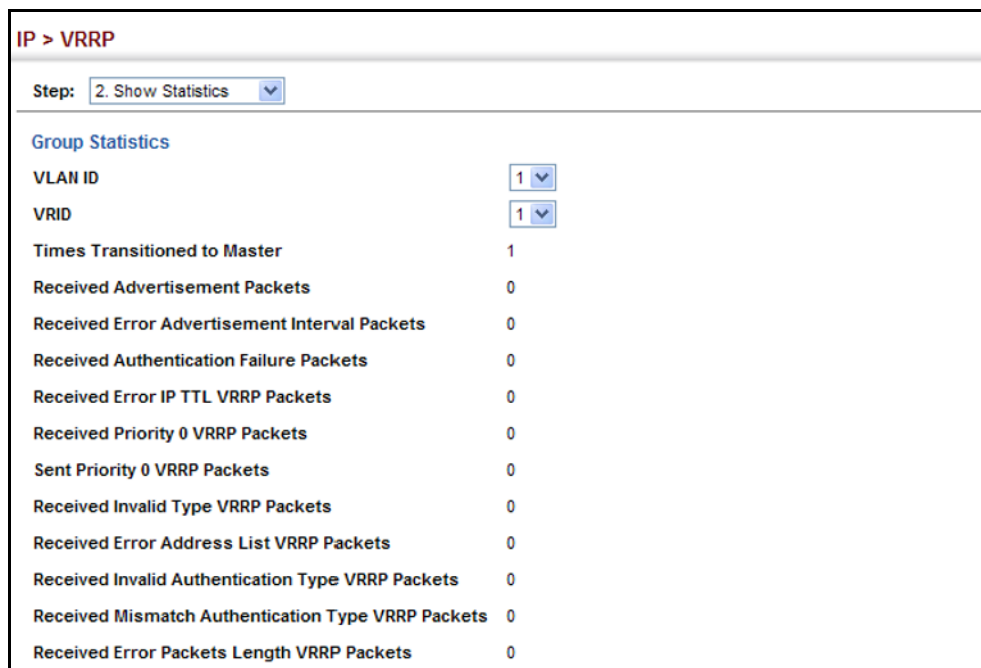 IP > VRRP
Step: 2. Show Statistics
Group Statistics
VLAN ID 1
VRID 1
Times Transitioned to Master 1
Received Advertisement Packets 0
Received Error Advertisement Interval Packets 0
Received Authentication Failure Packets 0
Received Error IP TTL VRRP Packets 0
Received Priority 0 VRRP Packets 0
Sent Priority 0 VRRP Packets 0
Received Invalid Type VRRP Packets 0
Received Error Address List VRRP Packets 0
Received Invalid Authentication Type VRRP Packets 0
Received Mismatch Authentication Type VRRP Packets 0
Received Error Packets Length VRRP Packets 0